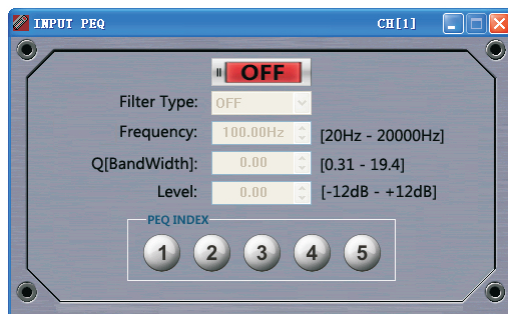 INPUT PEQ CH[1]
OFF
Filter Type: OFF
Frequency: 100.00Hz [20Hz - 20000Hz]
Q[BandWidth]: 0.00 [0.31 - 19.4]
Level: 0.00 [-12dB - +12dB]
PEQ INDEX
1 2 3 4 5